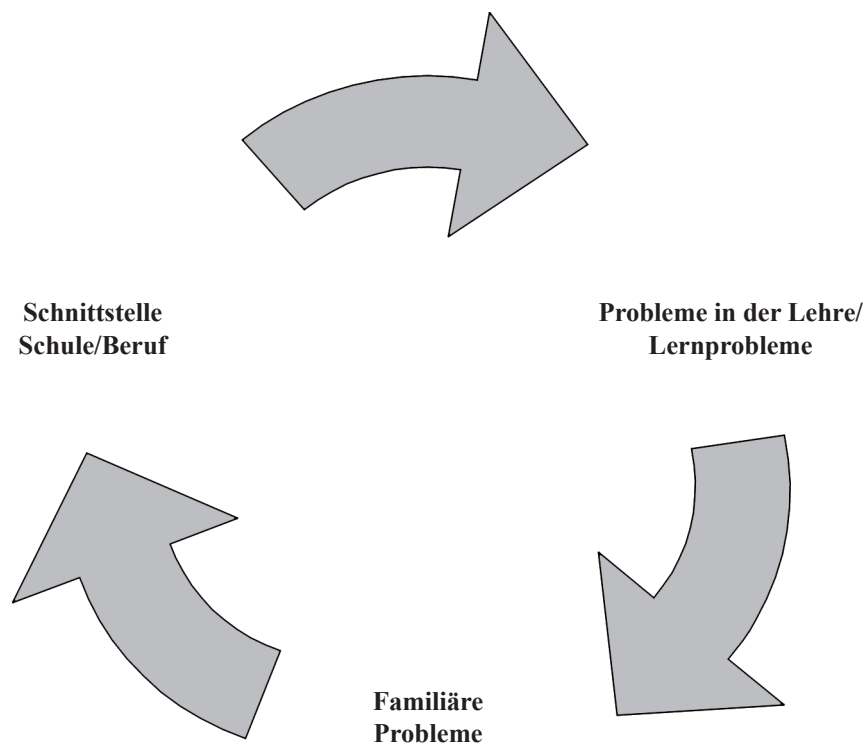 Schnittstelle
Schule/Beruf
Probleme in der Lehre/
Lernprobleme
Familiäre
Probleme